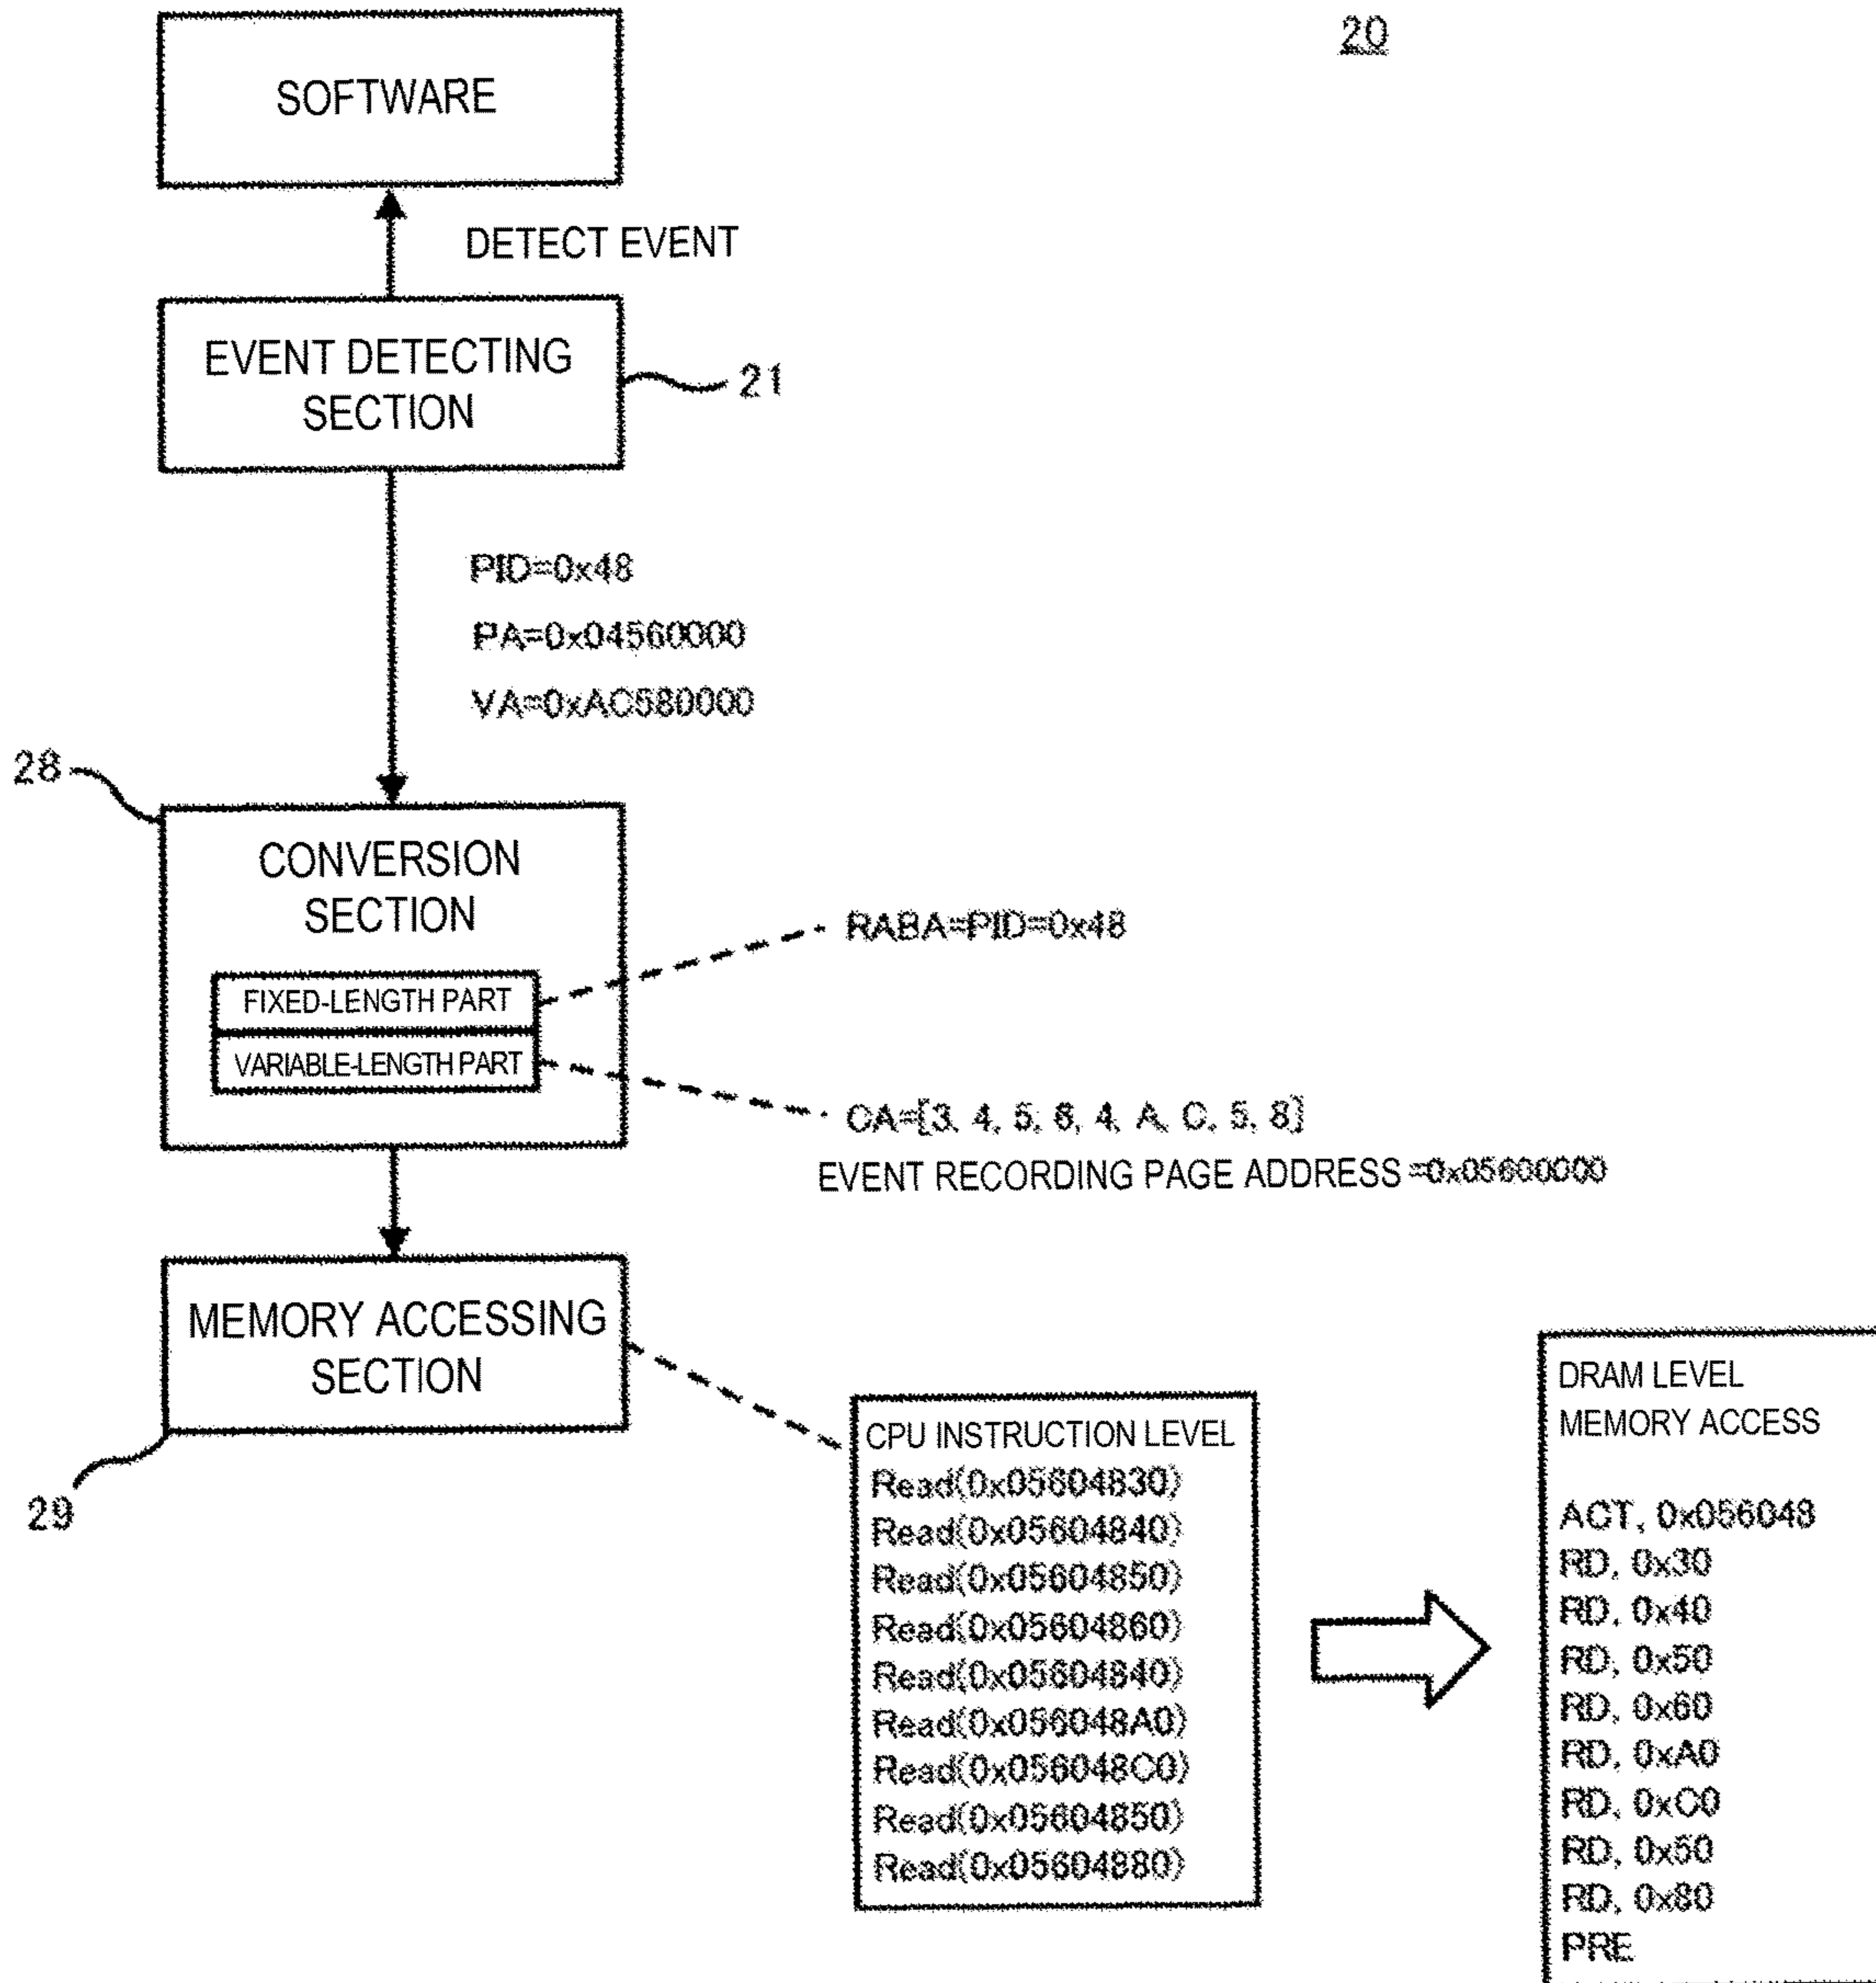 20
SOFTWARE
DETECT EVENT
EVENT DETECTING
SECTION
21
PID=0x48
PA=0x04560000
VA=0xAC580000
28
CONVERSION
SECTION
FIXED-LENGTH PART
VARIABLE-LENGTH PART
RABA=PID=0x48
CA=[3, 4, 5, 6, 4, A, C, 5, 8]
EVENT RECORDING PAGE ADDRESS =0x05600000
MEMORY ACCESSING
SECTION
29
CPU INSTRUCTION LEVEL
Read(0x05604830)
Read(0x05604840)
Read(0x05604850)
Read(0x05604860)
Read(0x05604840)
Read(0x056048A0)
Read(0x056048C0)
Read(0x05604850)
Read(0x05604880)
DRAM LEVEL
MEMORY ACCESS
ACT, 0x056048
RD, 0x30
RD, 0x40
RD, 0x50
RD, 0x60
RD, 0xA0
RD, 0xC0
RD, 0x50
RD, 0x80
PRE